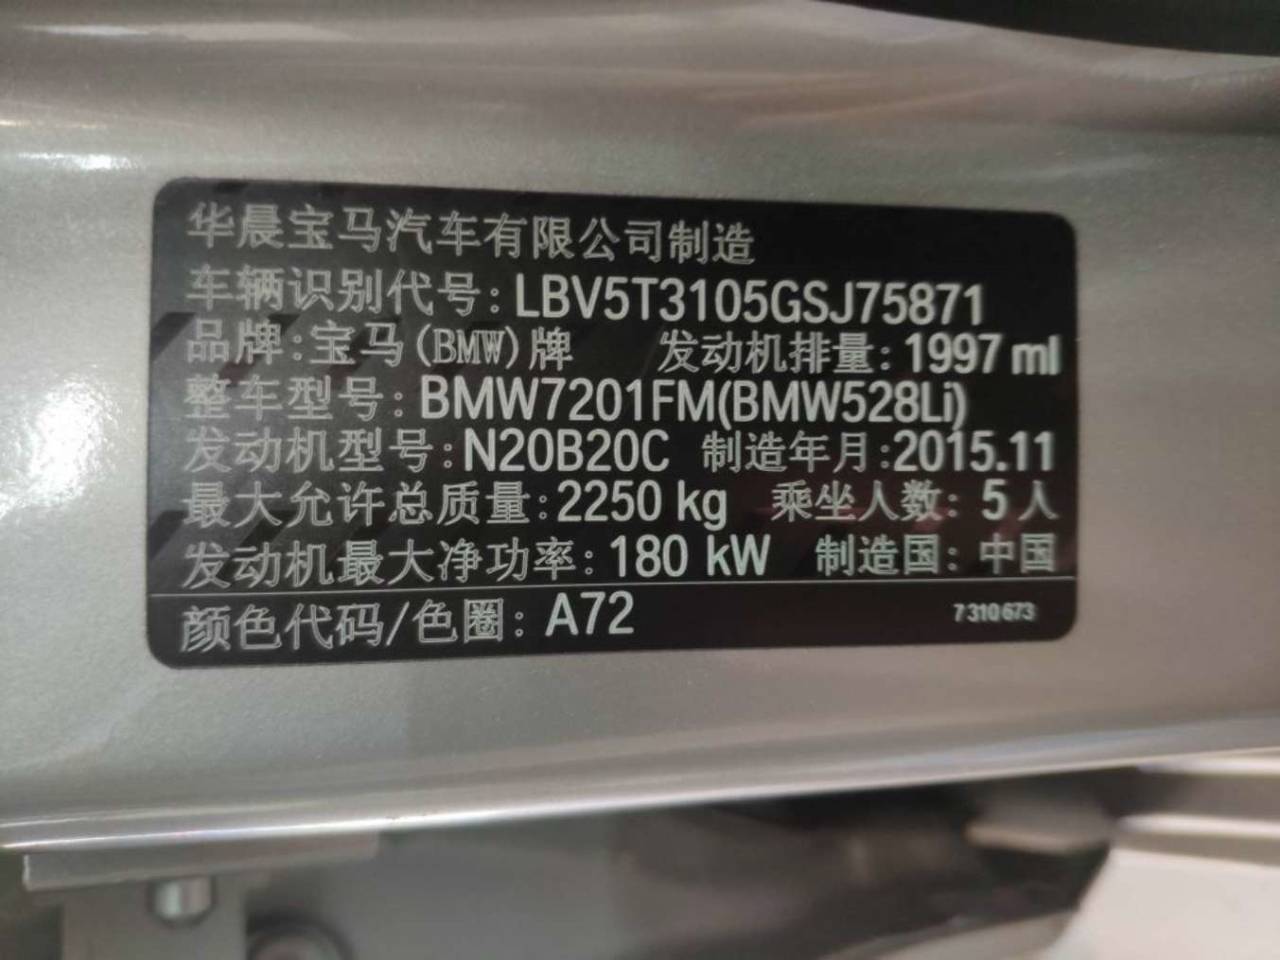 华晨宝马汽车有限公司制造
车辆识别代号: LBV5T3105GSJ75871
品牌:宝马(BMW)牌 发动机排量: 1997 ml
整车型号: BMW7201FM(BMW528Li)
发动机型号: N20B20C 制造年月:2015.11
最大允许总质量: 2250 kg 乘坐人数: 5 人
发动机最大净功率: 180 kW 制造国: 中国
颜色代码/色圈: A72 7 310 673